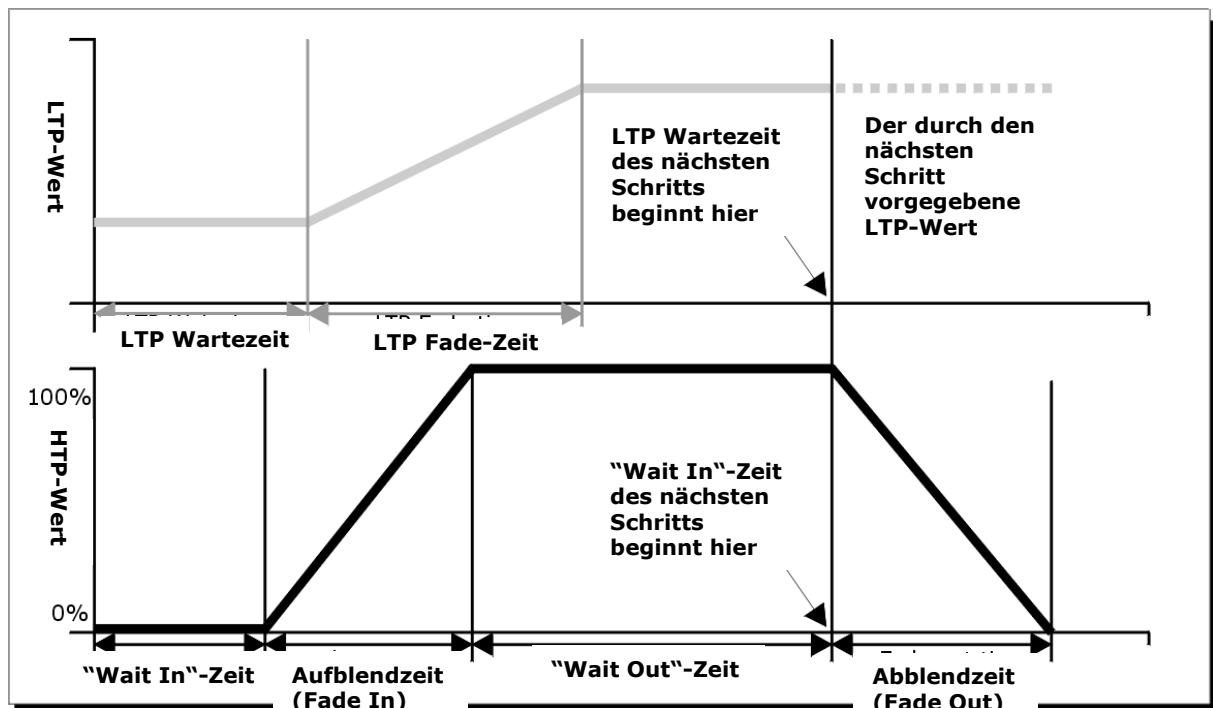 LTP-Wert
LTP Wartezeit
des nächsten
Schritts
beginnt hier
Der durch den
nächsten
Schritt
vorgegebene
LTP-Wert
LTP Wartezeit
LTP Fade-Zeit
100%
HTP-Wert
0%
“Wait In“-Zeit
des nächsten
Schritts
beginnt hier
“Wait In“-Zeit
Aufblendzeit
(Fade In)
“Wait Out“-Zeit
Abblendzeit
(Fade Out)